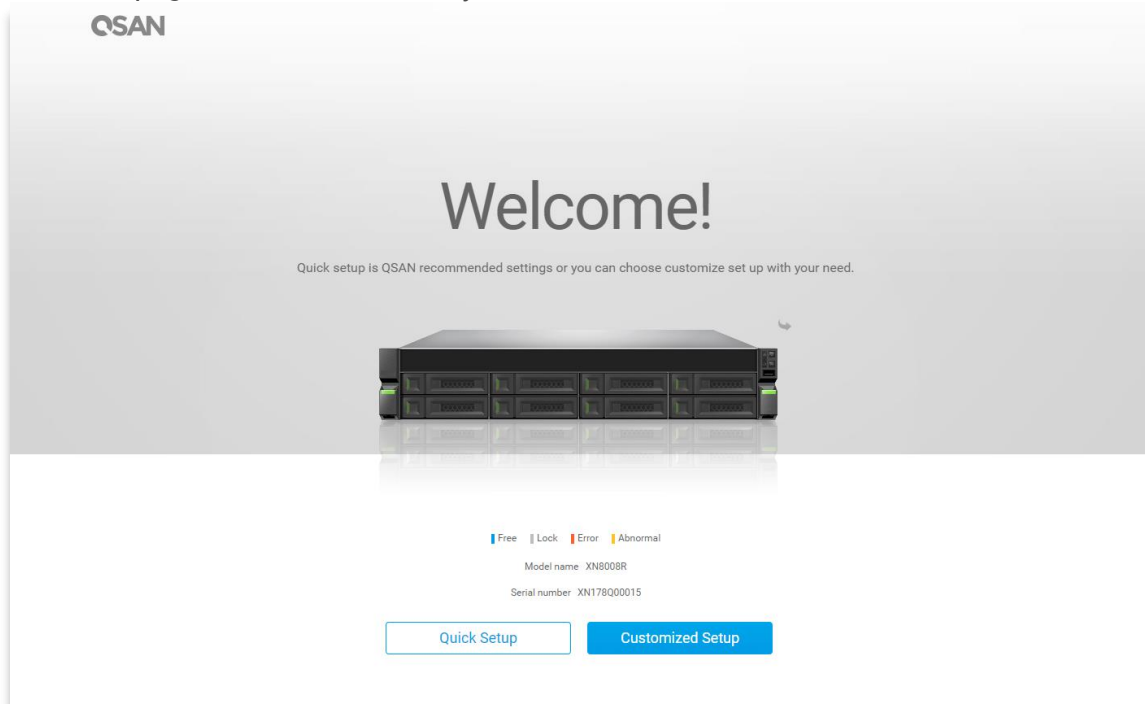 QSAN
Welcome!
Quick setup is QSAN recommended settings or you can choose customize set up with your need.
Free Lock Error Abnormal
Model name XN8008R
Serial number XN178Q00015
Quick Setup Customized Setup